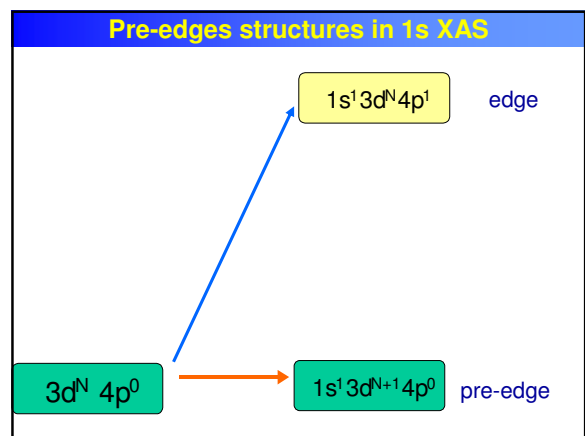 Pre-edges structures in 1s XAS
1s¹3dᴺ4p¹ edge
3dᴺ 4p⁰
1s¹3dᴺ⁺¹4p⁰ pre-edge